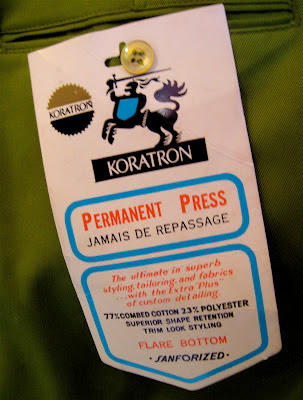 KORATRON
KORATRON
PERMANENT PRESS
JAMAIS DE REPASSAGE
The ultimate in superb
styling, tailoring, and fabrics
...with the Extra "Plus"
of custom detailing.
77% COMBED COTTON 23% POLYESTER
SUPERIOR SHAPE RETENTION
TRIM LOOK STYLING
FLARE BOTTOM
• SANFORIZED •